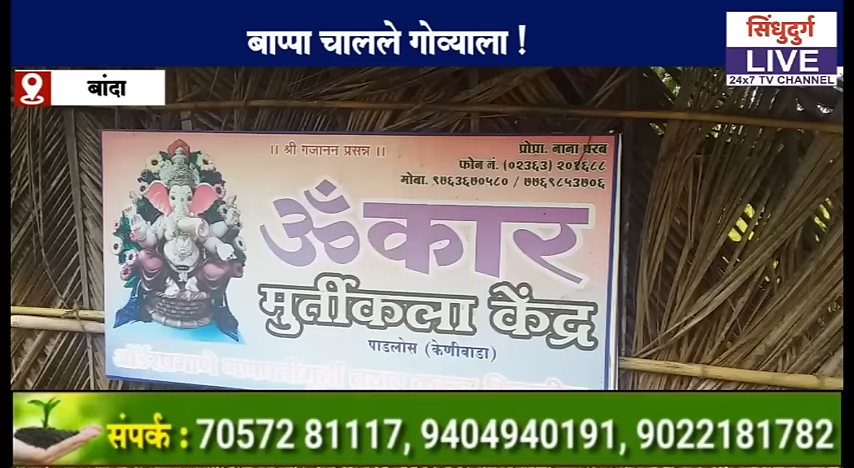 बाप्पा चालले गोव्याला !
सिंधुदुर्ग
LIVE
24x7 TV CHANNEL
बांदा
।। श्री गजानन प्रसन्न ।।
प्रोप्रा. नाना परब
फोन नं. (०२३६३) २०१६८८
मोबा. ९७६३६७०५८० / ७७६९८५३७०६
ॐकार
मुर्तीकला केंद्र
पाडलोस (केणीवाडा)
संपर्क : 70572 81117, 9404940191, 9022181782